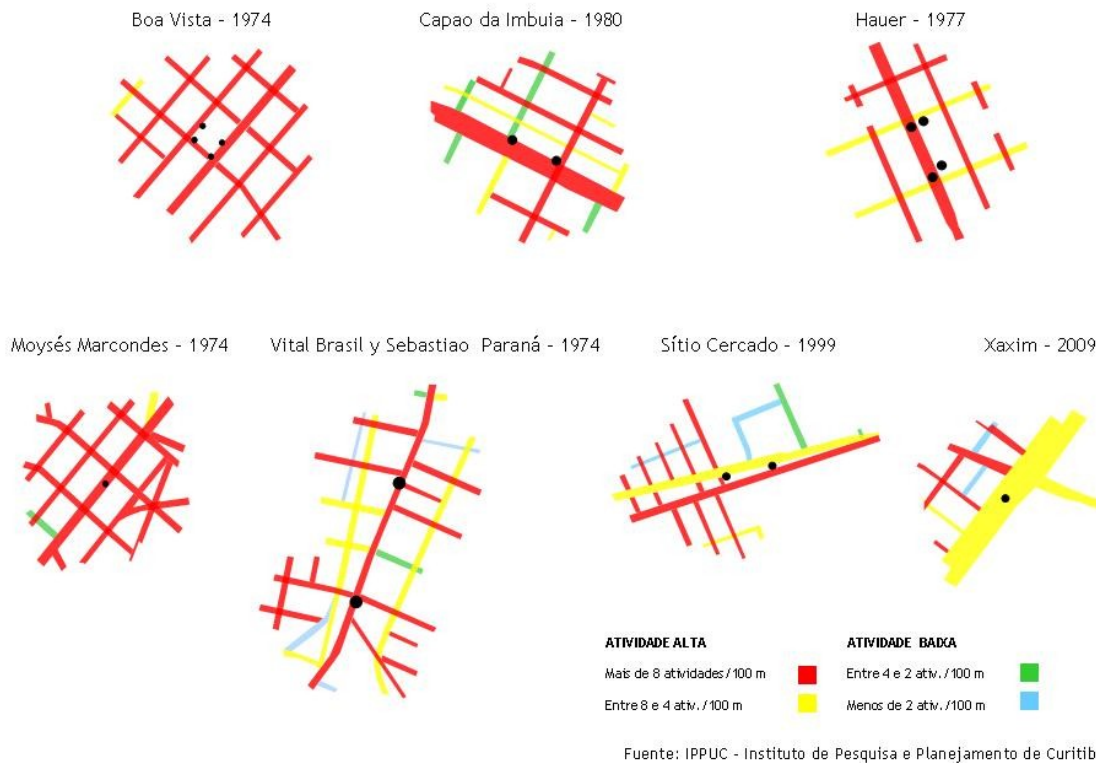 Boa Vista - 1974
Capao da Imbuia - 1980
Hauer - 1977
Moysés Marcondes - 1974
Vital Brasil y Sebastiao Paraná - 1974
Sítio Cercado - 1999
Xaxim - 2009
ATIVIDADE ALTA
Mais de 8 atividades/100 m
Entre 8 e 4 ativ./100 m
ATIVIDADE BAIXA
Entre 4 e 2 ativ./100 m
Menos de 2 ativ./100 m
Fuente: IPPUC - Instituto de Pesquisa e Planejamento de Curitib